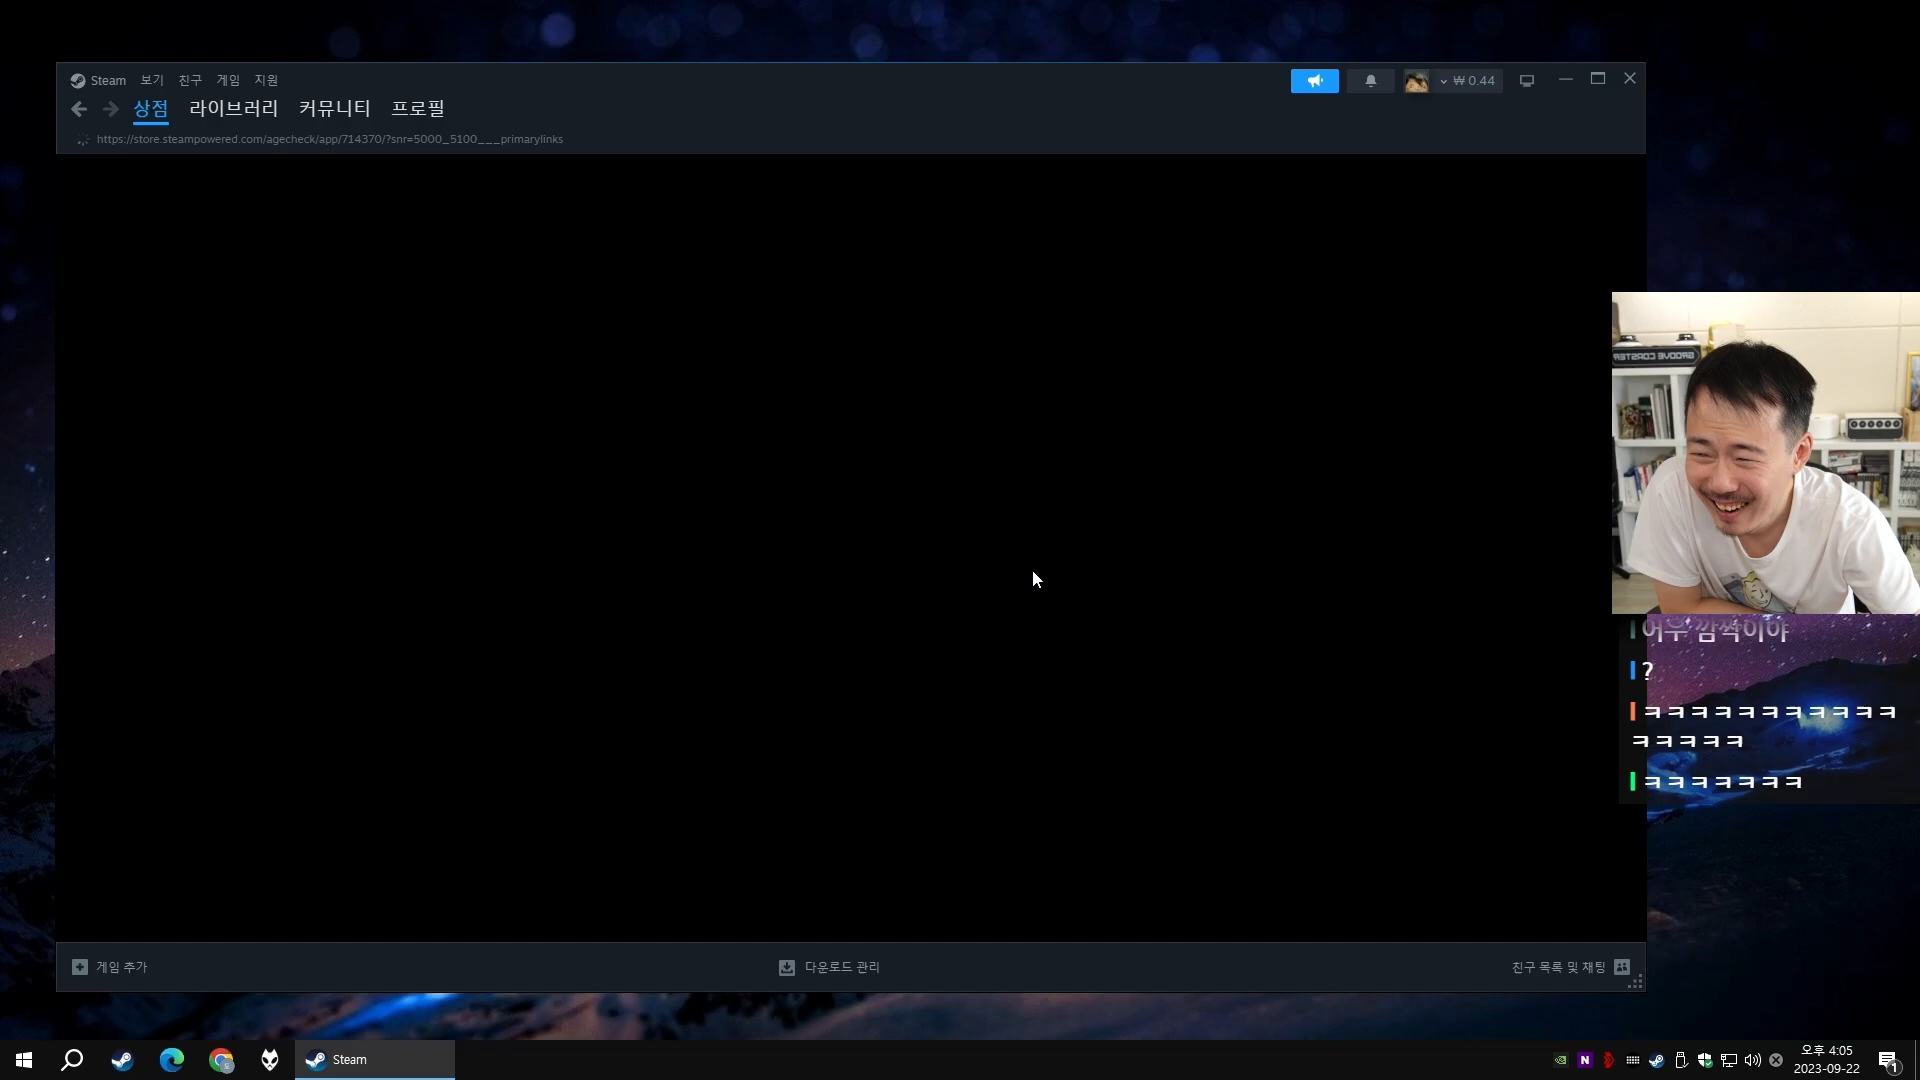 Steam 보기 친구 게임 지원
₩ 0.44
상점 라이브러리 커뮤니티 프로필
https://store.steampowered.com/agecheck/app/714370/?snr=5000_5100___primarylinks
GROOVE COASTER
어우 깜짝이야
?
ㅋㅋㅋㅋㅋㅋㅋㅋㅋㅋㅋ
ㅋㅋㅋㅋㅋ
ㅋㅋㅋㅋㅋㅋㅋ
게임 추가
다운로드 관리
친구 목록 및 채팅
Steam
N
오후 4:05
2023-09-22
1